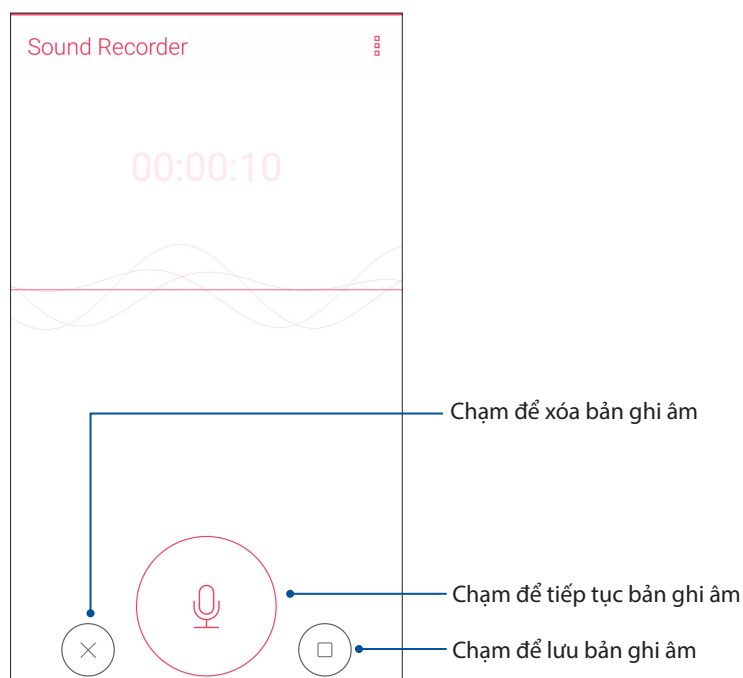 Sound Recorder
00:00:10
Chạm để xóa bản ghi âm
Chạm để tiếp tục bản ghi âm
Chạm để lưu bản ghi âm